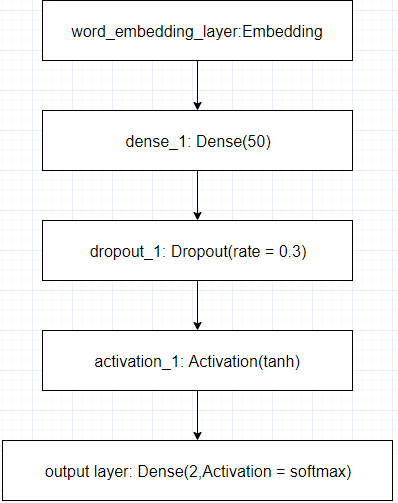 word_embedding_layer:Embedding
dense_1: Dense(50)
dropout_1: Dropout(rate = 0.3)
activation_1: Activation(tanh)
output layer: Dense(2,Activation = softmax)